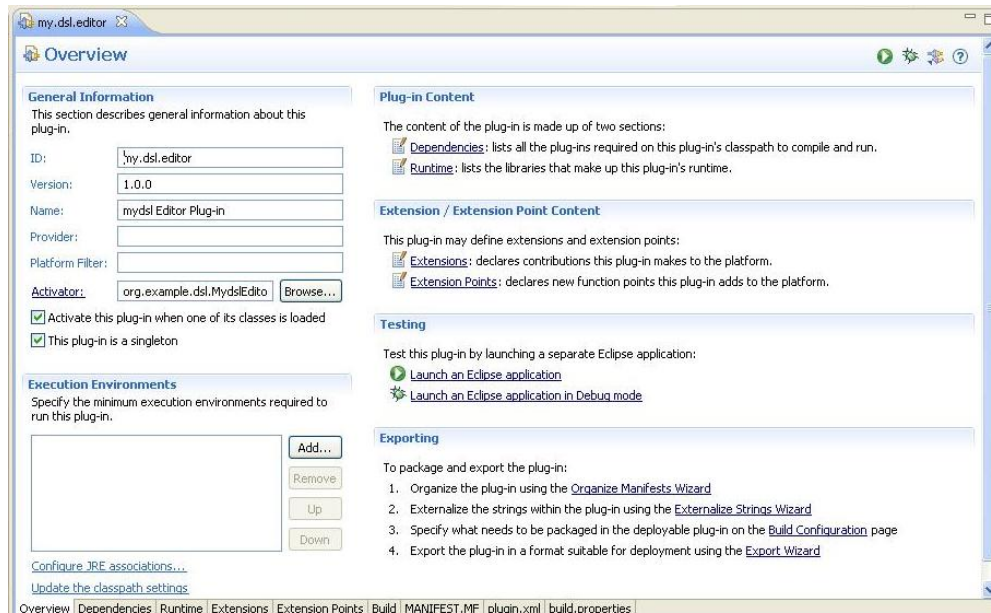 my.dsl.editor
Overview
General Information
This section describes general information about this
plug-in.
ID: my.dsl.editor
Version: 1.0.0
Name: mydsl Editor Plug-in
Provider:
Platform Filter:
Activator: org.example.dsl.MydslEdito Browse...
Activate this plug-in when one of its classes is loaded
This plug-in is a singleton
Execution Environments
Specify the minimum execution environments required to
run this plug-in.
Add...
Remove
Up
Down
Configure JRE associations...
Update the classpath settings
Plug-in Content
The content of the plug-in is made up of two sections:
Dependencies: lists all the plug-ins required on this plug-in's classpath to compile and run.
Runtime: lists the libraries that make up this plug-in's runtime.
Extension / Extension Point Content
This plug-in may define extensions and extension points:
Extensions: declares contributions this plug-in makes to the platform.
Extension Points: declares new function points this plug-in adds to the platform.
Testing
Test this plug-in by launching a separate Eclipse application:
Launch an Eclipse application
Launch an Eclipse application in Debug mode
Exporting
To package and export the plug-in:
1. Organize the plug-in using the Organize Manifests Wizard
2. Externalize the strings within the plug-in using the Externalize Strings Wizard
3. Specify what needs to be packaged in the deployable plug-in on the Build Configuration page
4. Export the plug-in in a format suitable for deployment using the Export Wizard
Overview Dependencies Runtime Extensions Extension Points Build MANIFEST.MF plugin.xml build.properties